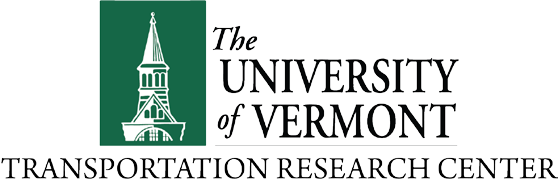 The
UNIVERSITY
of VERMONT
TRANSPORTATION RESEARCH CENTER